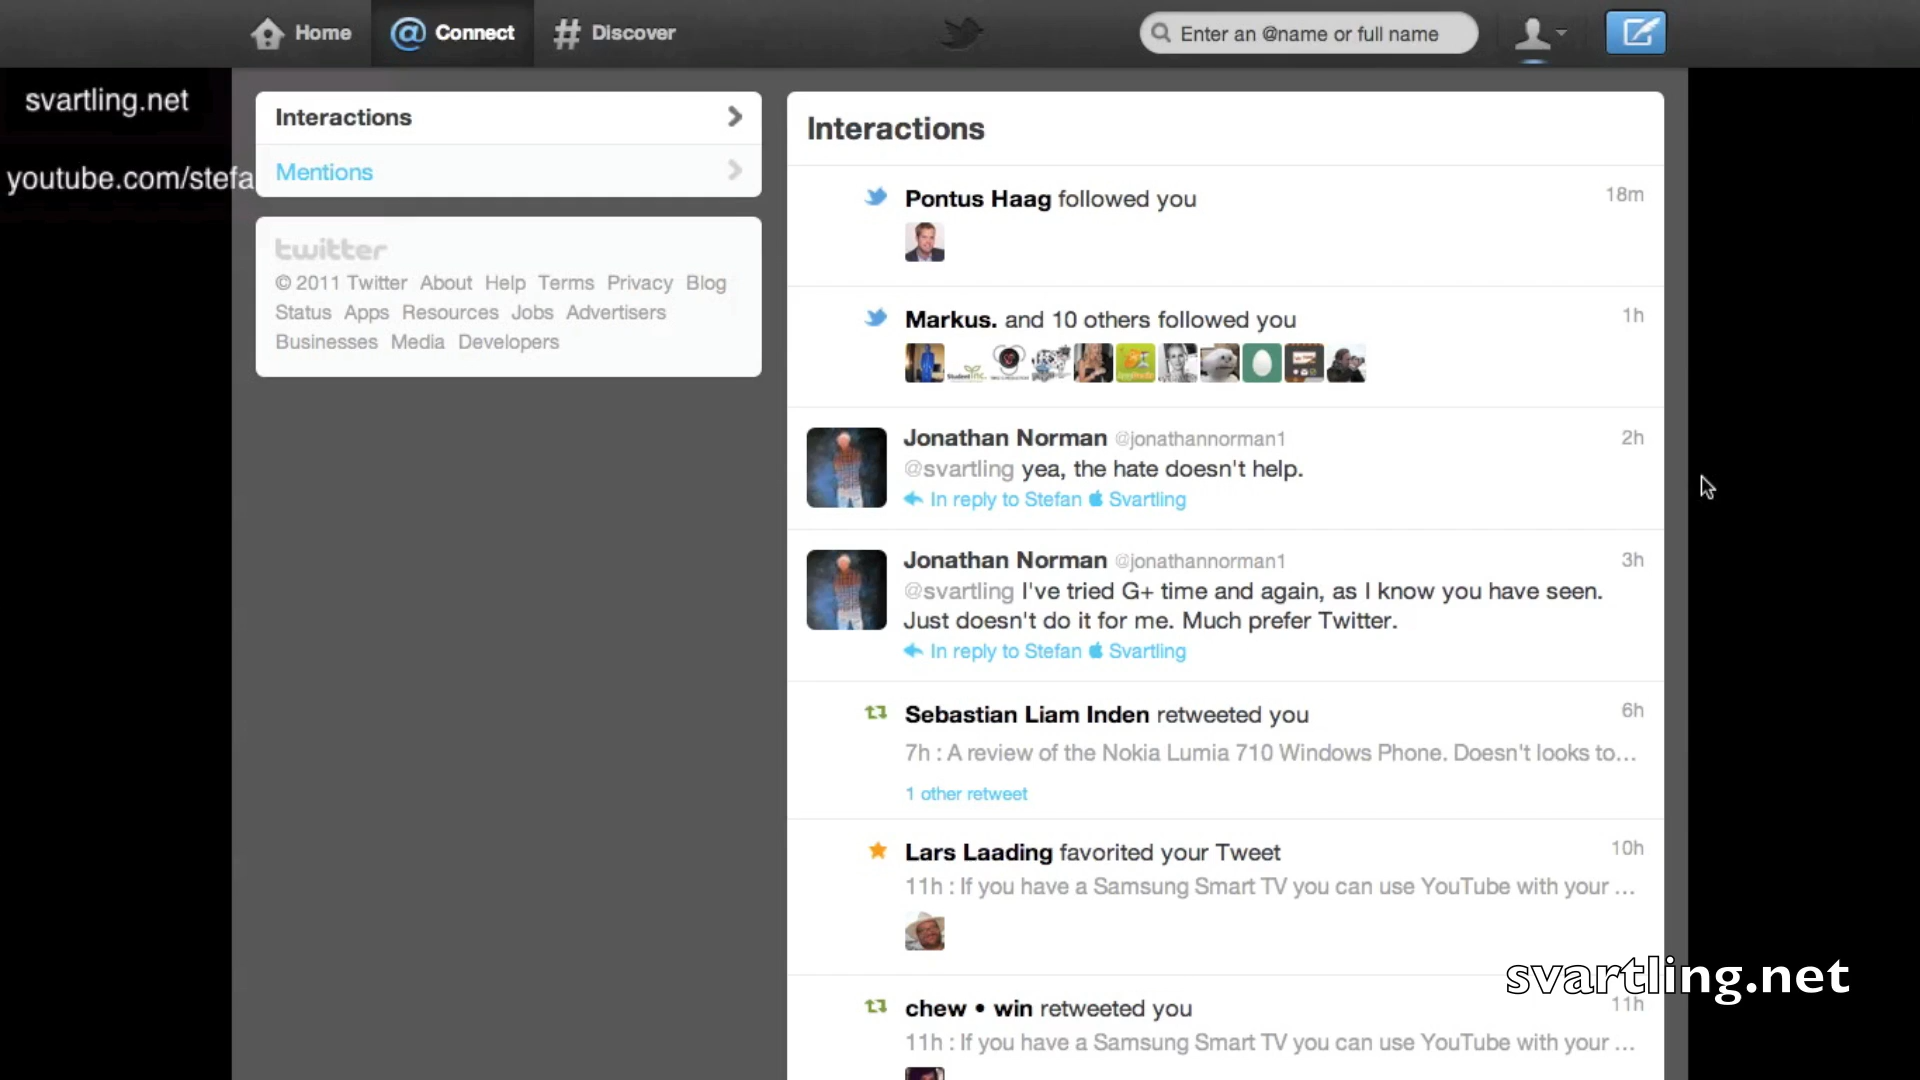 Home
Connect
Discover
Enter an @name or full name
svartling.net
youtube.com/stefa
Interactions
Mentions
twitter
© 2011 Twitter About Help Terms Privacy Blog
Status Apps Resources Jobs Advertisers
Businesses Media Developers
Interactions
Pontus Haag followed you
18m
Markus. and 10 others followed you
1h
Jonathan Norman @jonathannorman1
2h
@svartling yea, the hate doesn't help.
In reply to Stefan Svartling
Jonathan Norman @jonathannorman1
3h
@svartling I've tried G+ time and again, as I know you have seen.
Just doesn't do it for me. Much prefer Twitter.
In reply to Stefan Svartling
Sebastian Liam Inden retweeted you
6h
7h : A review of the Nokia Lumia 710 Windows Phone. Doesn't looks to...
1 other retweet
Lars Laading favorited your Tweet
10h
11h : If you have a Samsung Smart TV you can use YouTube with your ...
svartling.net
chew • win retweeted you
11h
11h : If you have a Samsung Smart TV you can use YouTube with your ...